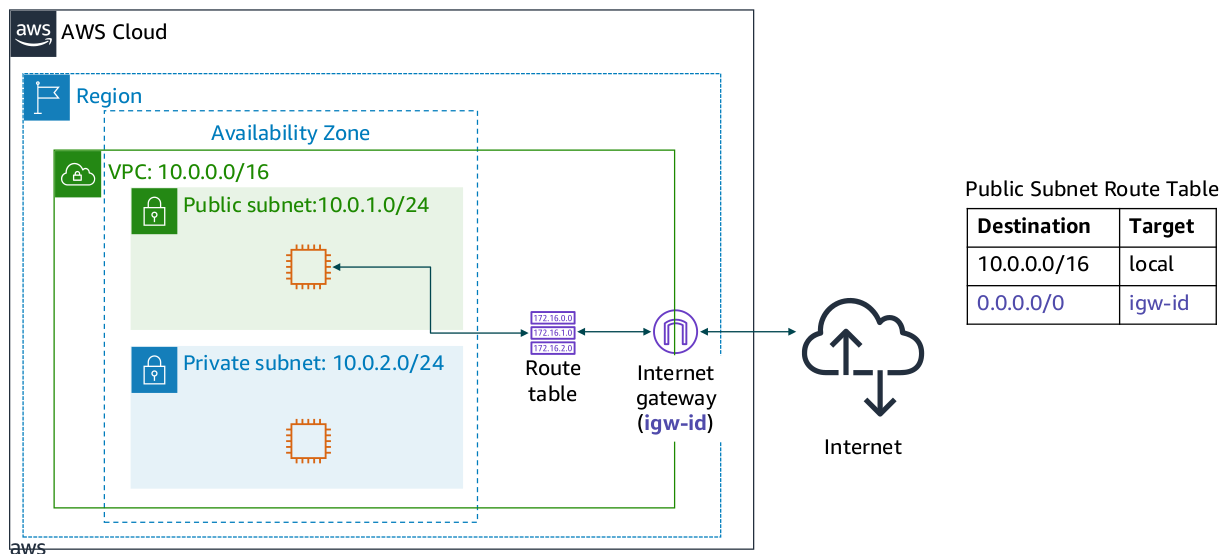 aws
AWS Cloud
Region
Availability Zone
VPC: 10.0.0.0/16
Public subnet:10.0.1.0/24
Private subnet: 10.0.2.0/24
172.16.0.0
172.16.1.0
172.16.2.0
Route
table
Internet
gateway
(igw-id)
Internet
Public Subnet Route Table
Destination Target
10.0.0.0/16 local
0.0.0.0/0 igw-id
aws